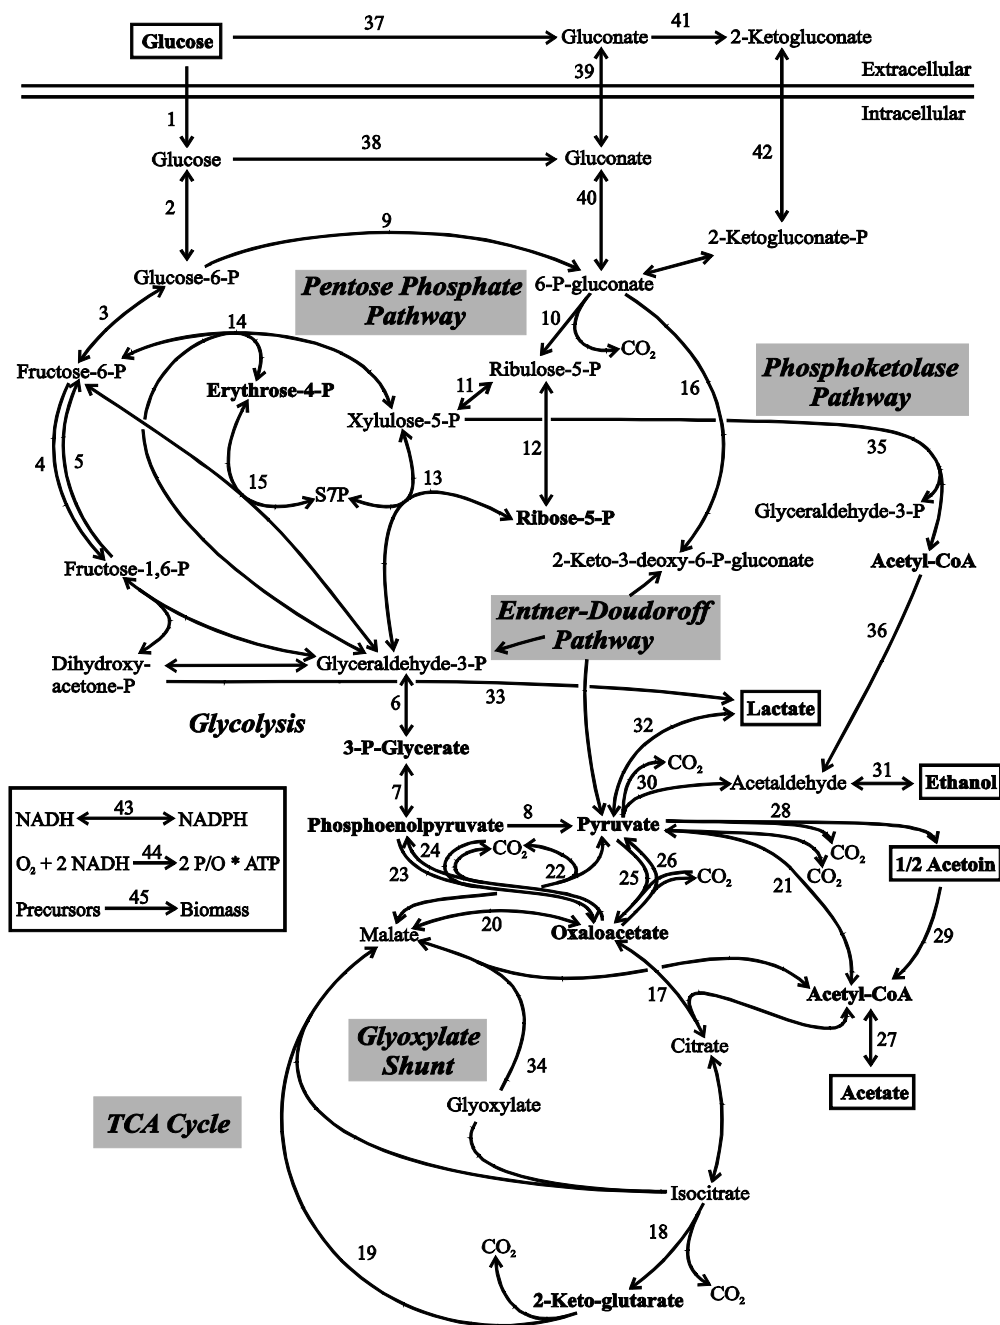 37
41
Glucose
Gluconate
2-Ketogluconate
39
Extracellular
Intracellular
1
38
42
Glucose
Gluconate
2
40
9
2-Ketogluconate-P
Glucose-6-P
6-P-gluconate
Pentose Phosphate
Pathway
3
14
10
CO₂
Fructose-6-P
Ribulose-5-P
Phosphoketolase
Pathway
Erythrose-4-P
11
16
Xylulose-5-P
35
4
5
15
13
12
S7P
Glyceraldehyde-3-P
Ribose-5-P
Fructose-1,6-P
2-Keto-3-deoxy-6-P-gluconate
Acetyl-CoA
Entner-Doudoroff
Pathway
36
Dihydroxy-
acetone-P
Glyceraldehyde-3-P
33
6
Lactate
Glycolysis
32
3-P-Glycerate
CO₂
30
Acetaldehyde
31
Ethanol
7
NADH
43
NADPH
Phosphoenolpyruvate
8
Pyruvate
28
24
CO₂
CO₂
O₂ + 2 NADH
44
2 P/O * ATP
23
22
25
26
CO₂
21
CO₂
1/2 Acetoin
Precursors
45
Biomass
20
29
Malate
Oxaloacetate
17
Acetyl-CoA
Glyoxylate
Shunt
Citrate
27
34
Acetate
Glyoxylate
TCA Cycle
Isocitrate
18
19
CO₂
CO₂
2-Keto-glutarate